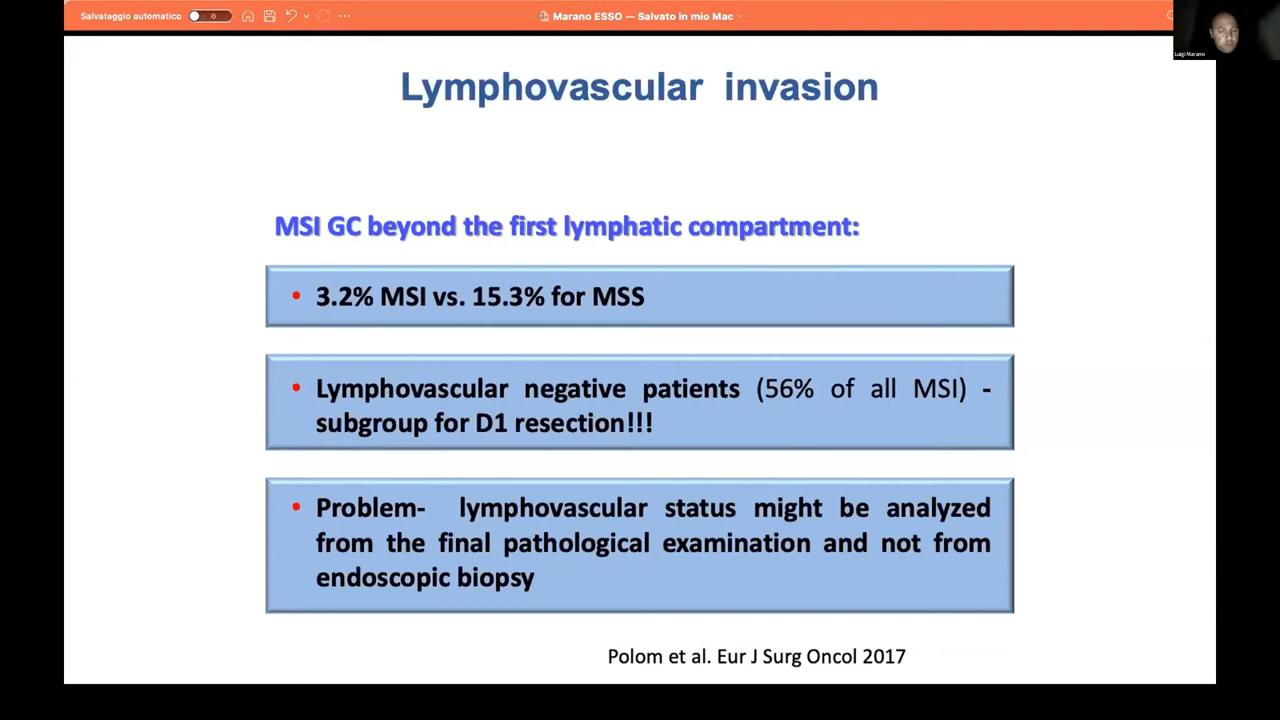 Salvataggio automatico 0 ... Marano ESSO — Salvato in mio Mac
Luigi Marano
Lymphovascular invasion
MSI GC beyond the first lymphatic compartment:
• 3.2% MSI vs. 15.3% for MSS
• Lymphovascular negative patients (56% of all MSI) -
subgroup for D1 resection!!!
• Problem- lymphovascular status might be analyzed
from the final pathological examination and not from
endoscopic biopsy
Polom et al. Eur J Surg Oncol 2017